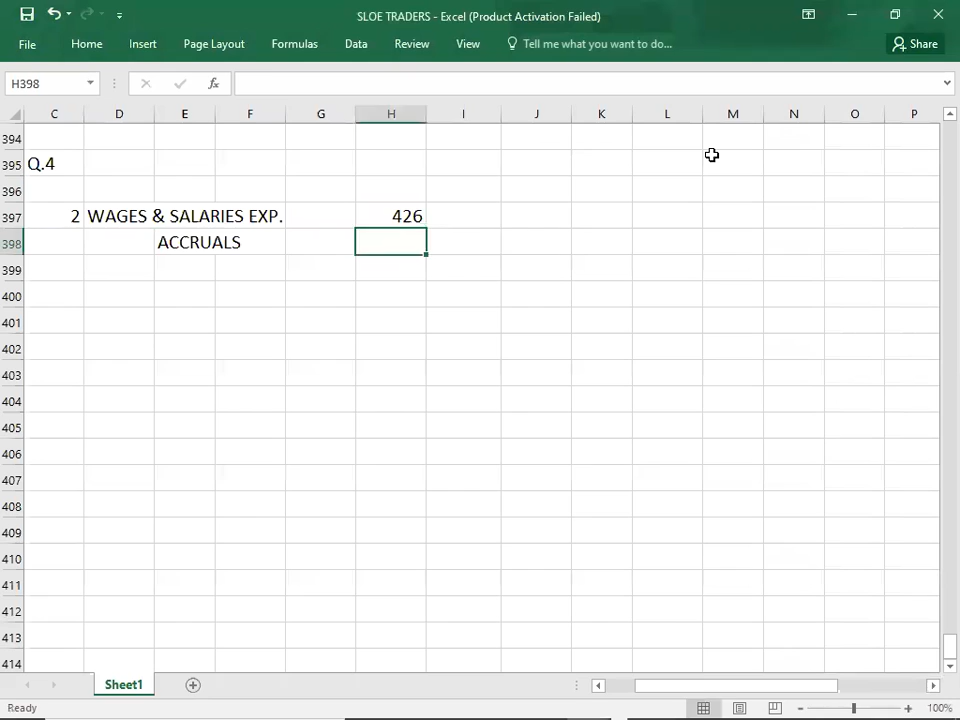 SLOE TRADERS - Excel (Product Activation Failed)
File Home Insert Page Layout Formulas Data Review View Tell me what you want to do... Share
H398 fx
C D E F G H I J K L M N O P
394
395 Q.4
396
397 2 WAGES & SALARIES EXP. 426
398 ACCRUALS
399
400
401
402
403
404
405
406
407
408
409
410
411
412
413
414
Sheet1
Ready 100%